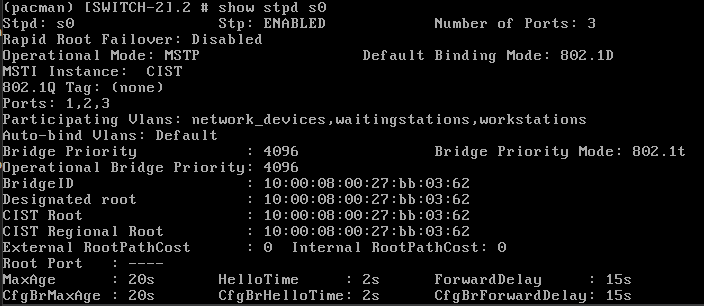 (pacman) [SWITCH-2].2 # show stpd s0
Stpd: s0 Stp: ENABLED Number of Ports: 3
Rapid Root Failover: Disabled
Operational Mode: MSTP Default Binding Mode: 802.1D
MSTI Instance: CIST
802.1Q Tag: (none)
Ports: 1,2,3
Participating Vlans: network_devices,waitingstations,workstations
Auto-bind Vlans: Default
Bridge Priority : 4096 Bridge Priority Mode: 802.1t
Operational Bridge Priority: 4096
BridgeID : 10:00:08:00:27:bb:03:62
Designated root : 10:00:08:00:27:bb:03:62
CIST Root : 10:00:08:00:27:bb:03:62
CIST Regional Root : 10:00:08:00:27:bb:03:62
External RootPathCost : 0 Internal RootPathCost: 0
Root Port : ----
MaxAge : 20s HelloTime : 2s ForwardDelay : 15s
CfgBrMaxAge : 20s CfgBrHelloTime: 2s CfgBrForwardDelay: 15s